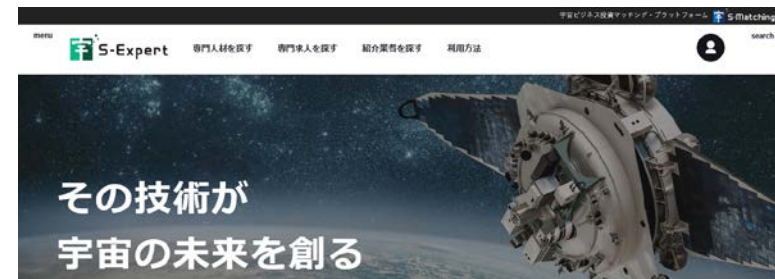 宇宙ビジネス投資マッチング・プラットフォーム 宇 S-Matching
menu
宇 S-Expert 専門人材を探す 専門求人を探す 紹介業者を探す 利用方法
search
その技術が
宇宙の未来を創る